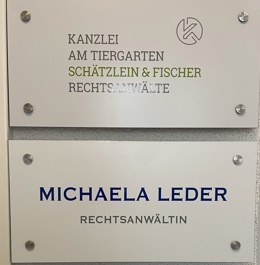 KANZLEI
AM TIERGARTEN
SCHÄTZLEIN & FISCHER
RECHTSANWÄLTE
MICHAELA LEDER
RECHTSANWÄLTIN